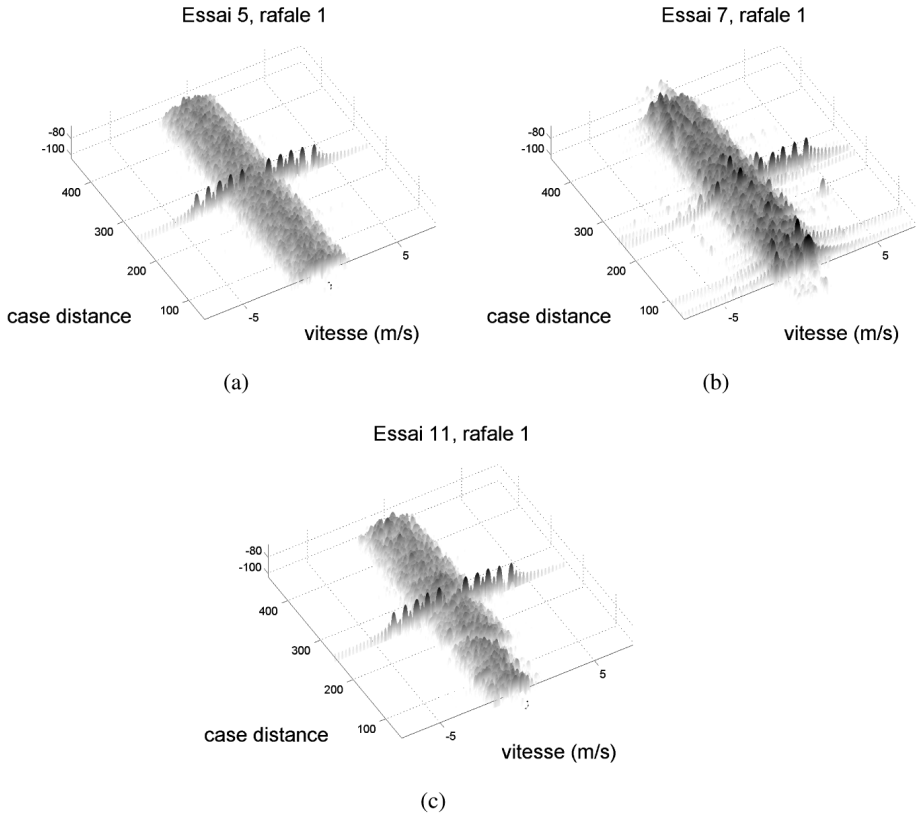 Essai 5, rafale 1
-80
-100
400
300
200
100
-5
5
case distance
vitesse (m/s)
(a)
Essai 7, rafale 1
-80
-100
400
300
200
100
-5
5
case distance
vitesse (m/s)
(b)
Essai 11, rafale 1
-80
-100
400
300
200
100
-5
5
case distance
vitesse (m/s)
(c)